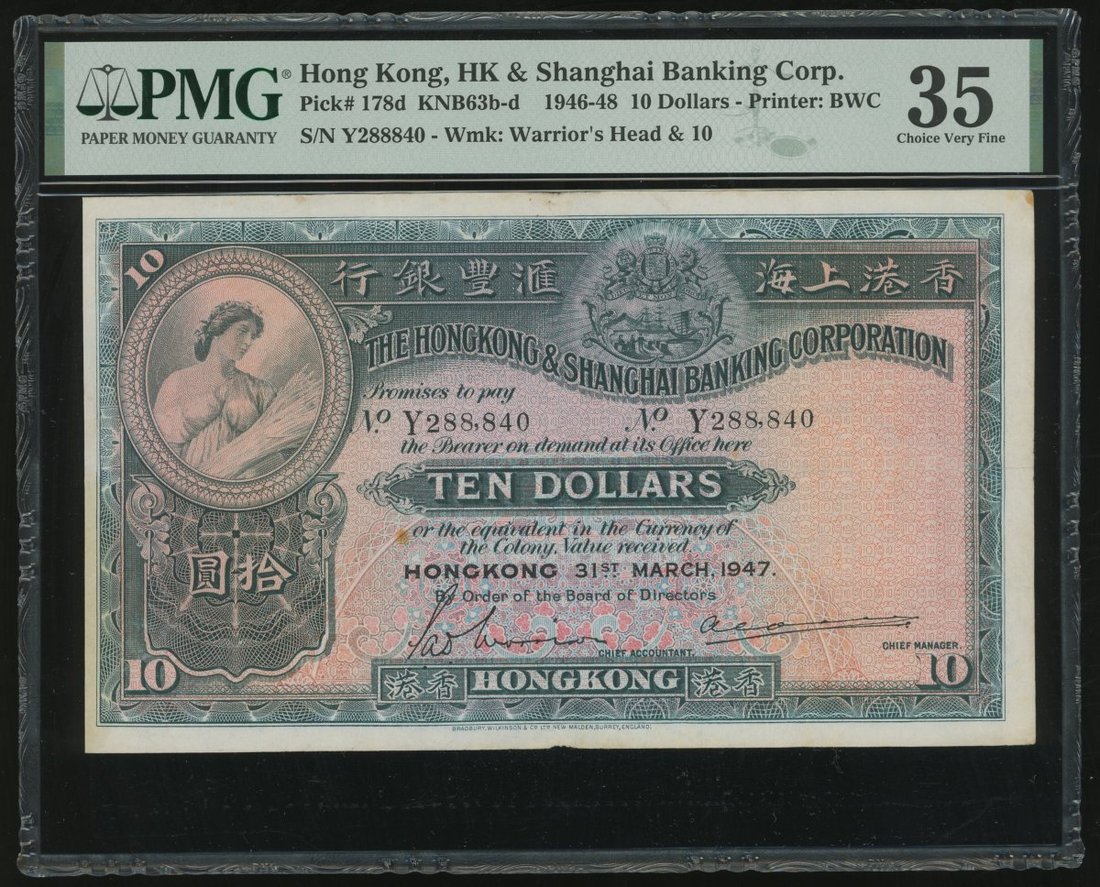 PMG®
PAPER MONEY GUARANTY
Hong Kong, HK & Shanghai Banking Corp.
Pick# 178d KNB63b-d 1946-48 10 Dollars - Printer: BWC
S/N Y288840 - Wmk: Warrior's Head & 10
35
Choice Very Fine
10
行銀豐滙 海上港香
THE HONGKONG & SHANGHAI BANKING CORPORATION
Promises to pay
No. Y288,840 No. Y288,840
the Bearer on demand at its Office here
TEN DOLLARS
or the equivalent in the Currency of
the Colony, Value received.
圓拾
HONGKONG 31ST MARCH, 1947.
By Order of the Board of Directors
CHIEF ACCOUNTANT.
CHIEF MANAGER.
10 港香 HONGKONG 港香 10
BRADBURY, WILKINSON & Co. LTD. NEW MALDEN, SURREY, ENGLAND.